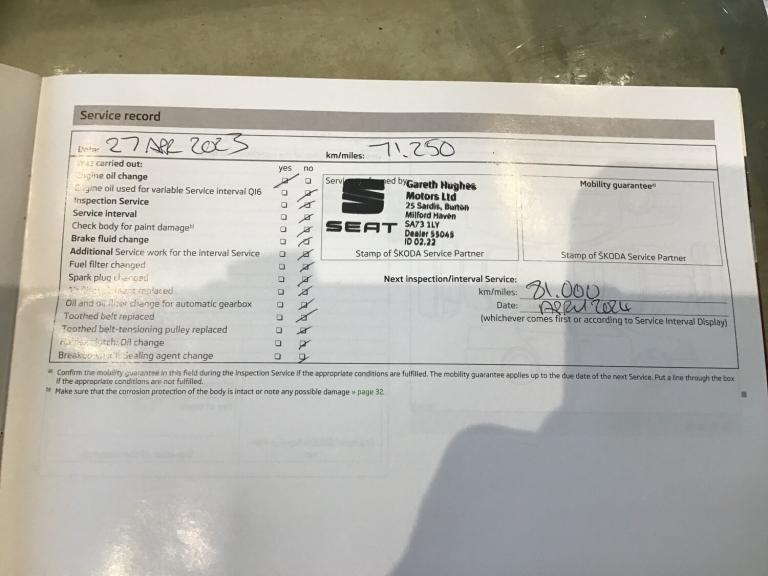 Service record
Date: 27 APR 2023
km/miles: 71.250
was carried out:
yes no
Engine oil change
Engine oil used for variable Service interval QI6
Inspection Service
Service interval
Check body for paint damage b)
Brake fluid change
Additional Service work for the interval Service
Fuel filter changed
Spark plug changed
replaced
Oil and oil filter change for automatic gearbox
Toothed belt replaced
Toothed belt-tensioning pulley replaced
Haldex clutch: Oil change
Breakdown kit: Sealing agent change
Service performed by
SEAT
Gareth Hughes
Motors Ltd
25 Sardis, Burton
Milford Haven
SA73 1LY
Dealer 55045
ID 02.22
Stamp of ŠKODA Service Partner
Mobility guarantee a)
Stamp of ŠKODA Service Partner
Next inspection/interval Service:
km/miles: 81.000
Date: APRIL 2024
(whichever comes first or according to Service Interval Display)
a) Confirm the mobility guarantee in this field during the Inspection Service if the appropriate conditions are fulfilled. The mobility guarantee applies up to the due date of the next Service. Put a line through the box
if the appropriate conditions are not fulfilled.
b) Make sure that the corrosion protection of the body is intact or note any possible damage » page 32.